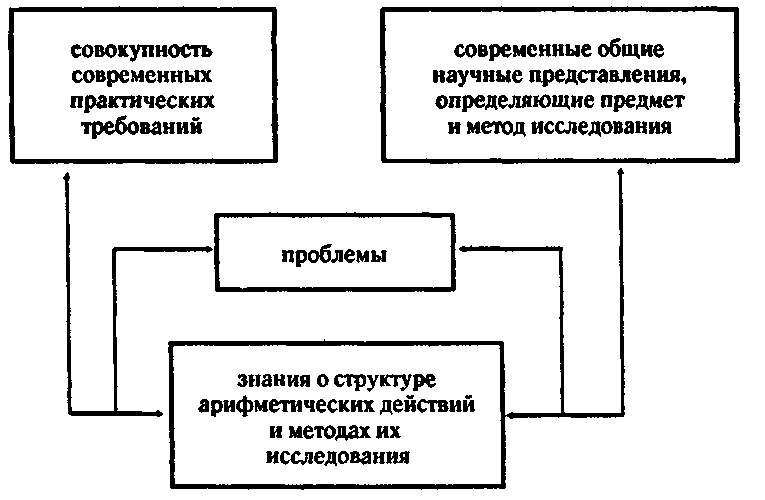 совокупность
современных
практических
требований
современные общие
научные представления,
определяющие предмет
и метод исследования
проблемы
знания о структуре
арифметических действий
и методах их
исследования